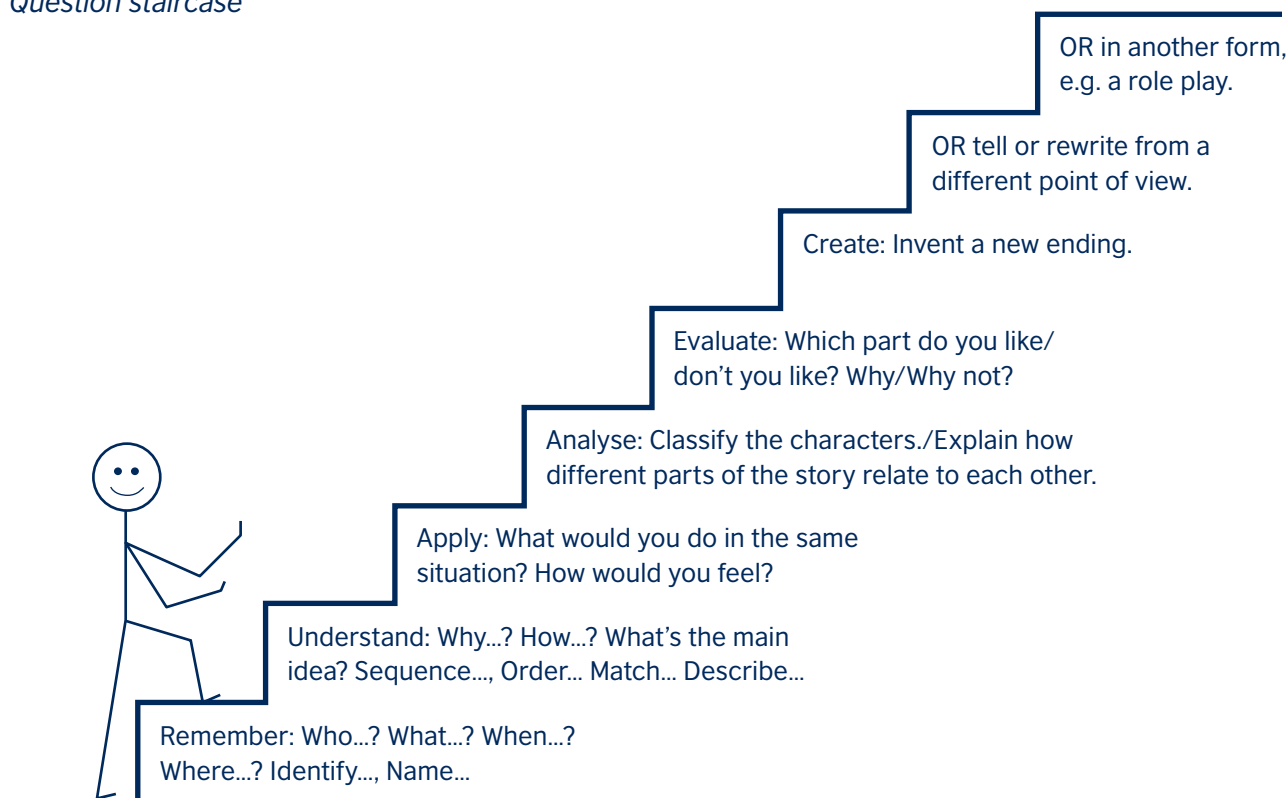 Question staircase
OR in another form,
e.g. a role play.
OR tell or rewrite from a
different point of view.
Create: Invent a new ending.
Evaluate: Which part do you like/
don't you like? Why/Why not?
Analyse: Classify the characters./Explain how
different parts of the story relate to each other.
Apply: What would you do in the same
situation? How would you feel?
Understand: Why...? How...? What's the main
idea? Sequence..., Order... Match... Describe...
Remember: Who...? What...? When...?
Where...? Identify..., Name...